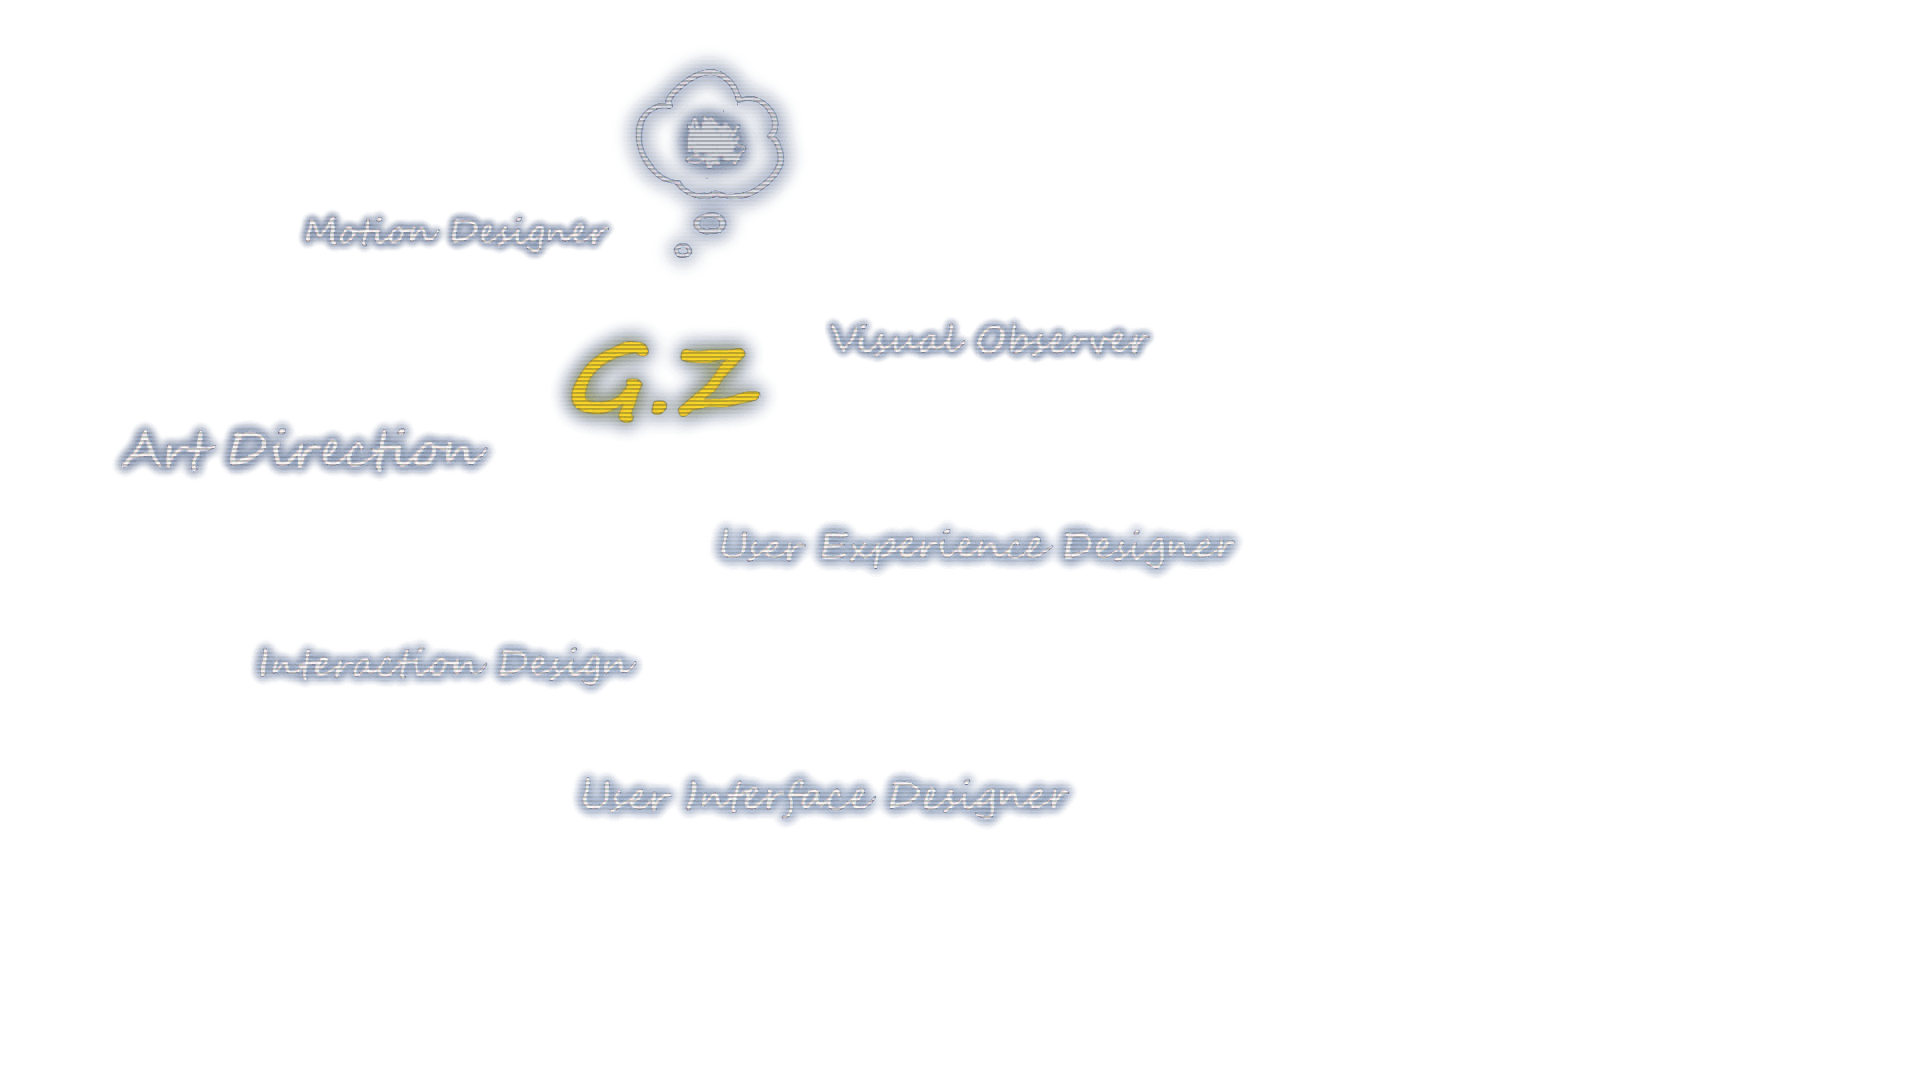 Motion Designer
Visual Observer
G.Z
Art Direction
User Experience Designer
Interaction Design
User Interface Designer